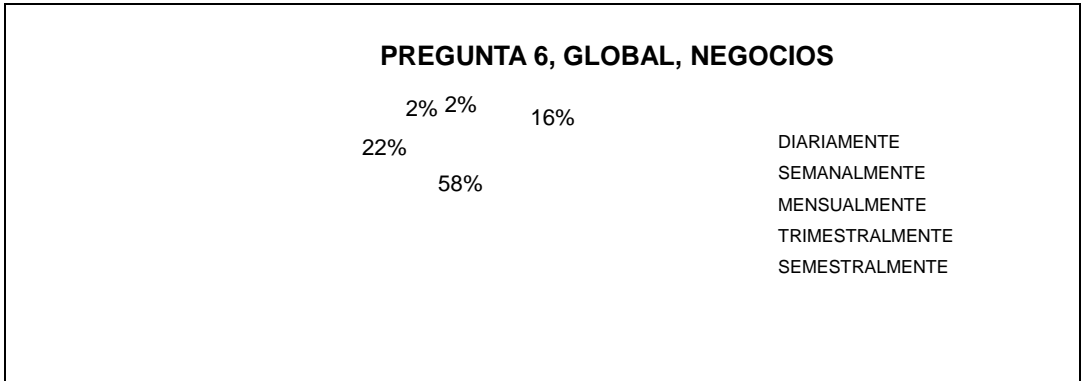 PREGUNTA 6, GLOBAL, NEGOCIOS
2% 2% 16%
22%
58%
DIARIAMENTE
SEMANALMENTE
MENSUALMENTE
TRIMESTRALMENTE
SEMESTRALMENTE